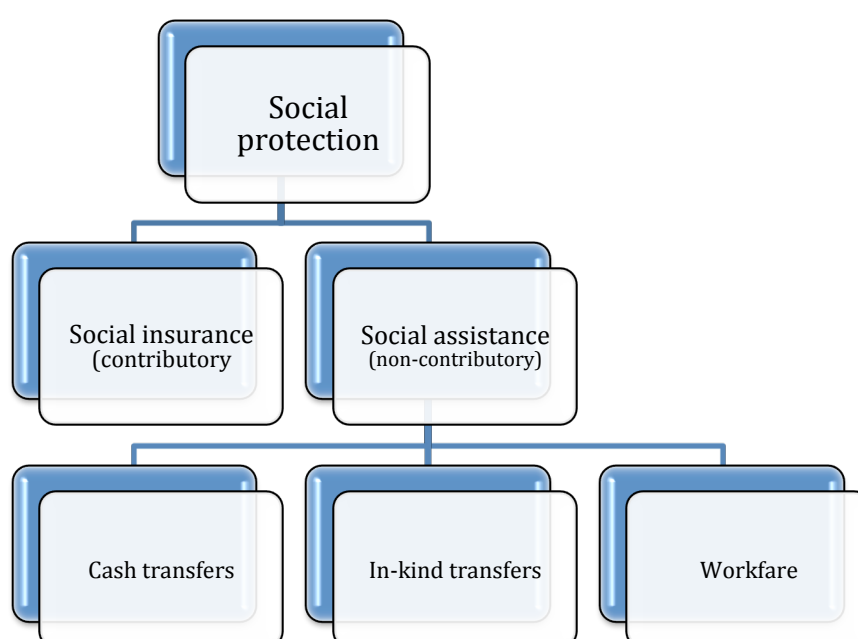 Social
protection
Social insurance
(contributory
Social assistance
(non-contributory)
Cash transfers
In-kind transfers
Workfare